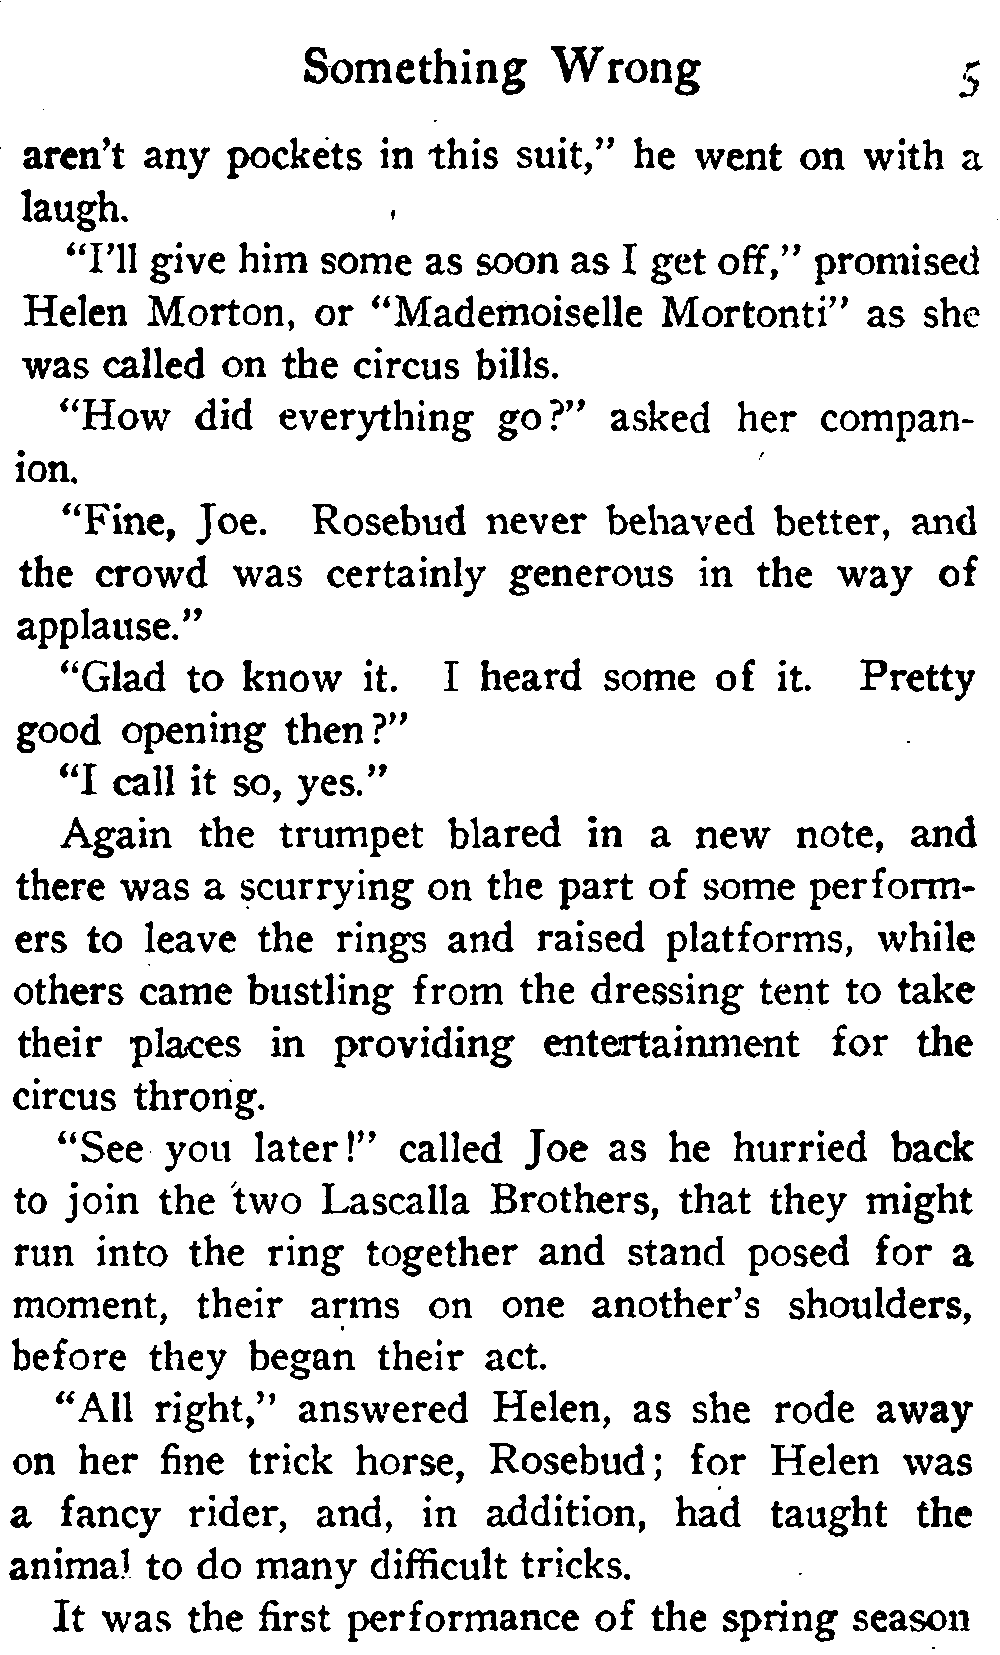 Something Wrong 5
aren't any pockets in this suit," he went on with a
laugh.
"I'll give him some as soon as I get off," promised
Helen Morton, or "Mademoiselle Mortonti" as she
was called on the circus bills.
"How did everything go?" asked her compan-
ion.
"Fine, Joe. Rosebud never behaved better, and
the crowd was certainly generous in the way of
applause."
"Glad to know it. I heard some of it. Pretty
good opening then?"
"I call it so, yes."
Again the trumpet blared in a new note, and
there was a scurrying on the part of some perform-
ers to leave the rings and raised platforms, while
others came bustling from the dressing tent to take
their places in providing entertainment for the
circus throng.
"See you later!" called Joe as he hurried back
to join the two Lascalla Brothers, that they might
run into the ring together and stand posed for a
moment, their arms on one another's shoulders,
before they began their act.
"All right," answered Helen, as she rode away
on her fine trick horse, Rosebud; for Helen was
a fancy rider, and, in addition, had taught the
animal to do many difficult tricks.
It was the first performance of the spring season